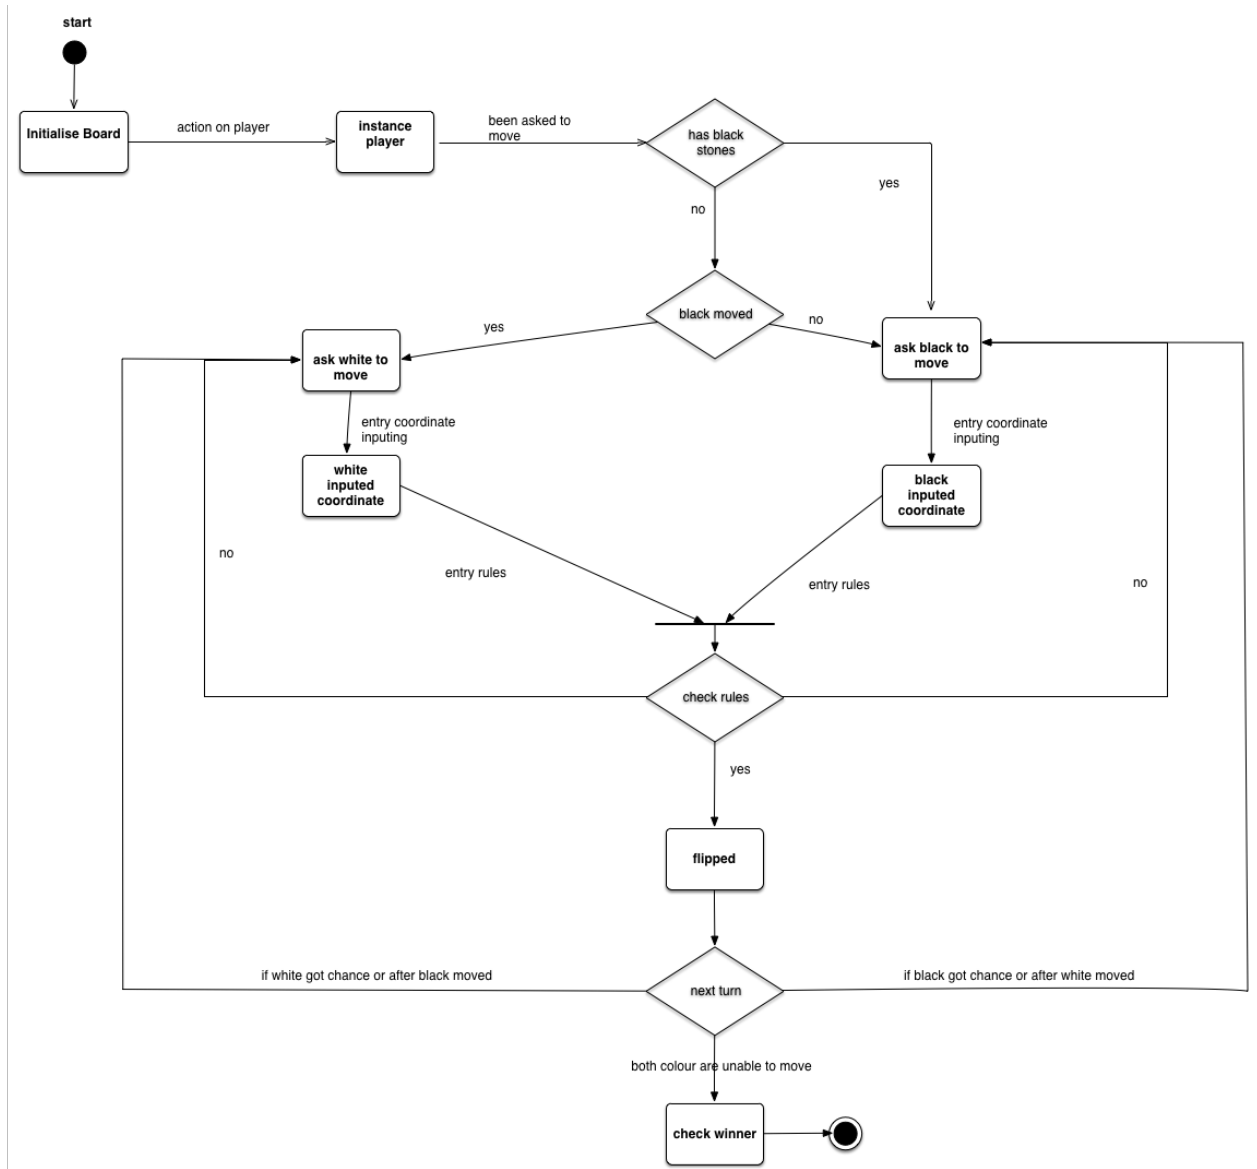 start
Initialise Board
action on player
instance
player
been asked to
move
has black
stones
yes
no
black moved
yes
no
ask white to
move
ask black to
move
entry coordinate
inputing
entry coordinate
inputing
white
inputed
coordinate
black
inputed
coordinate
no
entry rules
entry rules
no
check rules
yes
flipped
if white got chance or after black moved
next turn
if black got chance or after white moved
both colour are unable to move
check winner